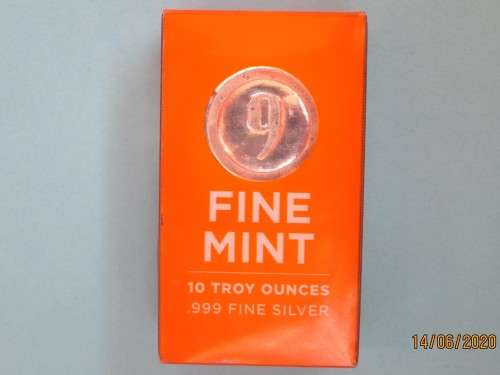 9
FINE
MINT
10 TROY OUNCES
.999 FINE SILVER
14/06/2020